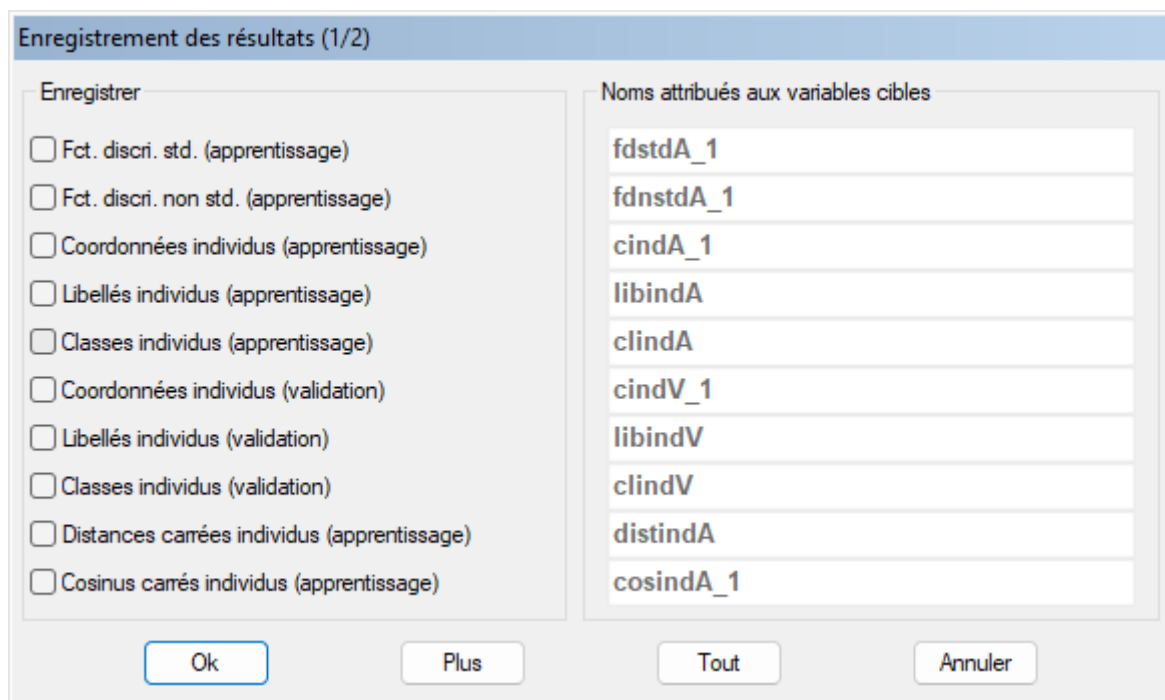 Enregistrement des résultats (1/2)
Enregistrer
Noms attribués aux variables cibles
Fct. discri. std. (apprentissage)
fdstdA_1
Fct. discri. non std. (apprentissage)
fdnstdA_1
Coordonnées individus (apprentissage)
cindA_1
Libellés individus (apprentissage)
libindA
Classes individus (apprentissage)
clindA
Coordonnées individus (validation)
cindV_1
Libellés individus (validation)
libindV
Classes individus (validation)
clindV
Distances carrées individus (apprentissage)
distindA
Cosinus carrés individus (apprentissage)
cosindA_1
Ok
Plus
Tout
Annuler